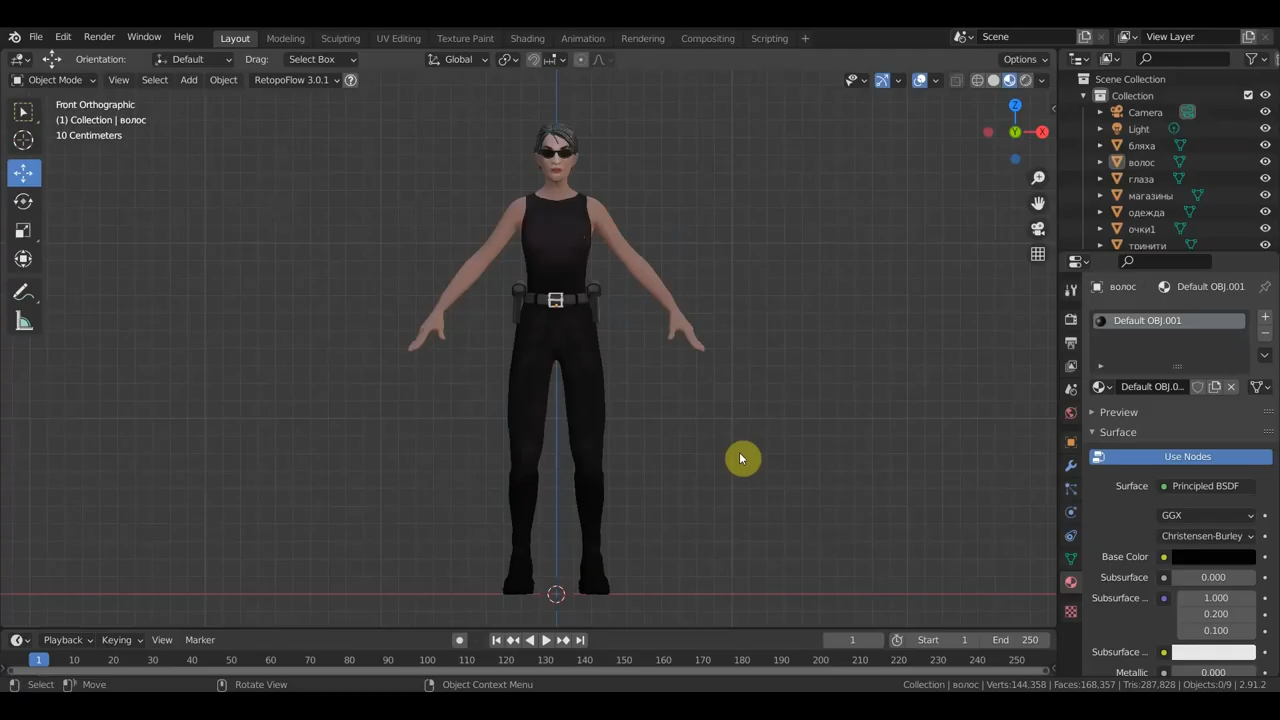 File Edit Render Window Help Layout Modeling Sculpting UV Editing Texture Paint Shading Animation Rendering Compositing Scripting + Scene View Layer
Orientation: Default Drag: Select Box Global Options
Object Mode View Select Add Object RetopoFlow 3.0.1
Front Orthographic
(1) Collection | волос
10 Centimeters
Z
Y
X
Scene Collection
Collection
Camera
Light
бляха
волос
глаза
магазины
одежда
очки1
тринити
волос Default OBJ.001
Default OBJ.001
Default OBJ.0...
Preview
Surface
Use Nodes
Surface Principled BSDF
GGX
Christensen-Burley
Base Color
Subsurface 0.000
Subsurface ... 1.000
0.200
0.100
Subsurface ...
Metallic 0.000
Playback Keying View Marker 1 Start 1 End 250
1 10 20 30 40 50 60 70 80 90 100 110 120 130 140 150 160 170 180 190 200 210 220 230 240 250
Select Move Rotate View Object Context Menu Collection | волос | Verts:144,358 | Faces:168,357 | Tris:287,828 | Objects:0/9 | 2.91.2